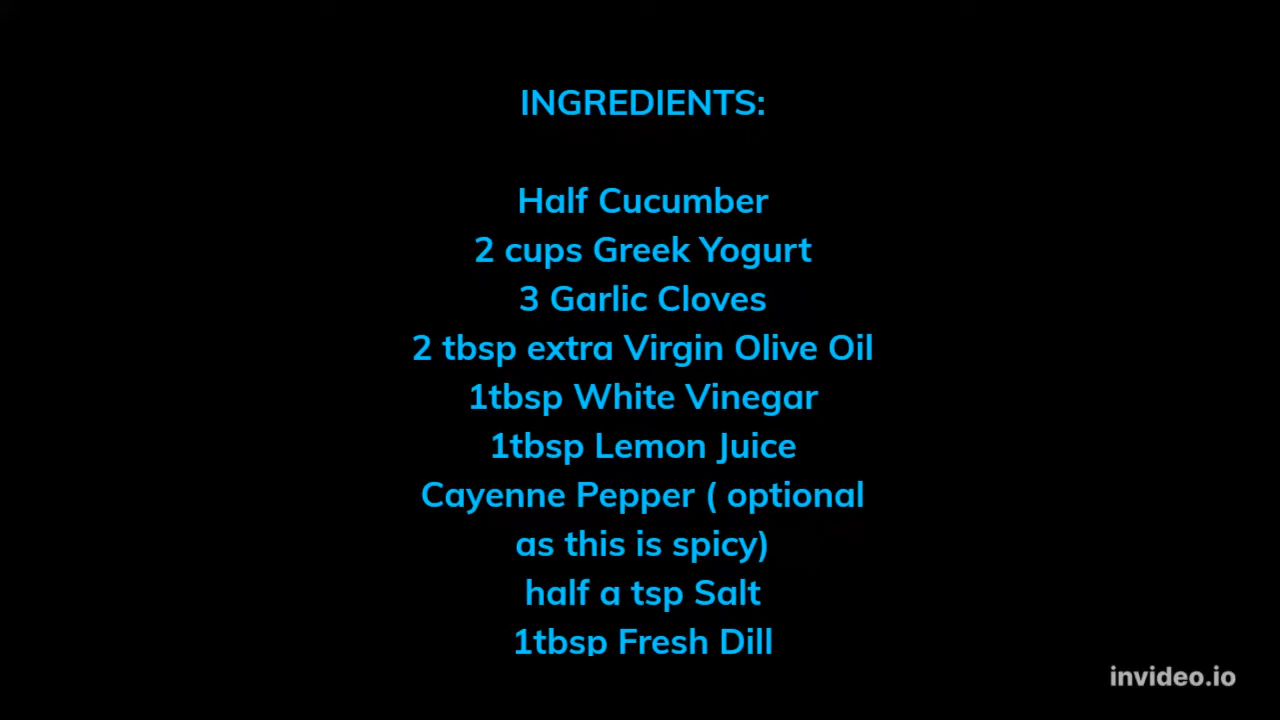 INGREDIENTS:
Half Cucumber
2 cups Greek Yogurt
3 Garlic Cloves
2 tbsp extra Virgin Olive Oil
1tbsp White Vinegar
1tbsp Lemon Juice
Cayenne Pepper ( optional
as this is spicy)
half a tsp Salt
1tbsp Fresh Dill
invideo.io